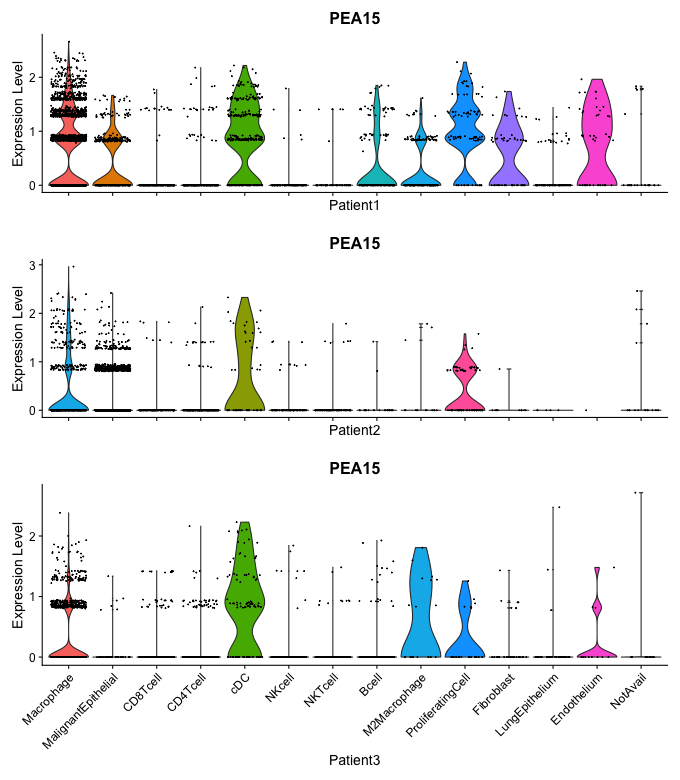 PEA15
Expression Level
2
1
0
Patient1
PEA15
Expression Level
3
2
1
0
Patient2
PEA15
Expression Level
2
1
0
Macrophage
MalignantEpithelial
CD8Tcell
CD4Tcell
cDC
NKcell
NKTcell
Bcell
M2Macrophage
ProliferatingCell
Fibroblast
LungEpithelium
Endothelium
NotAvail
Patient3